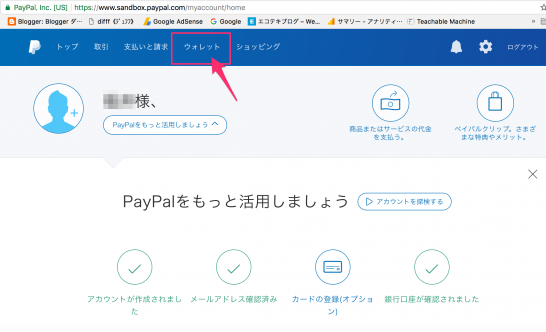 PayPal, Inc. [US] | https://www.sandbox.paypal.com/myaccount/home
Blogger: Blogger ダ… diff (ﾃﾞｭﾌﾌ) Google AdSense Google エコテキブログ – We… サマリー - アナリティ… Teachable Machine »
トップ 取引 支払いと請求 ウォレット ショッピング ログアウト
様、
PayPalをもっと活用しましょう
商品またはサービスの代金
を支払う。
ペイパルクリップ。さまざ
まな特典やメリット。
PayPalをもっと活用しましょう
アカウントを探検する
アカウントが作成されまし
た
メールアドレス確認済み
カードの登録(オプショ
ン)
銀行口座が確認されました